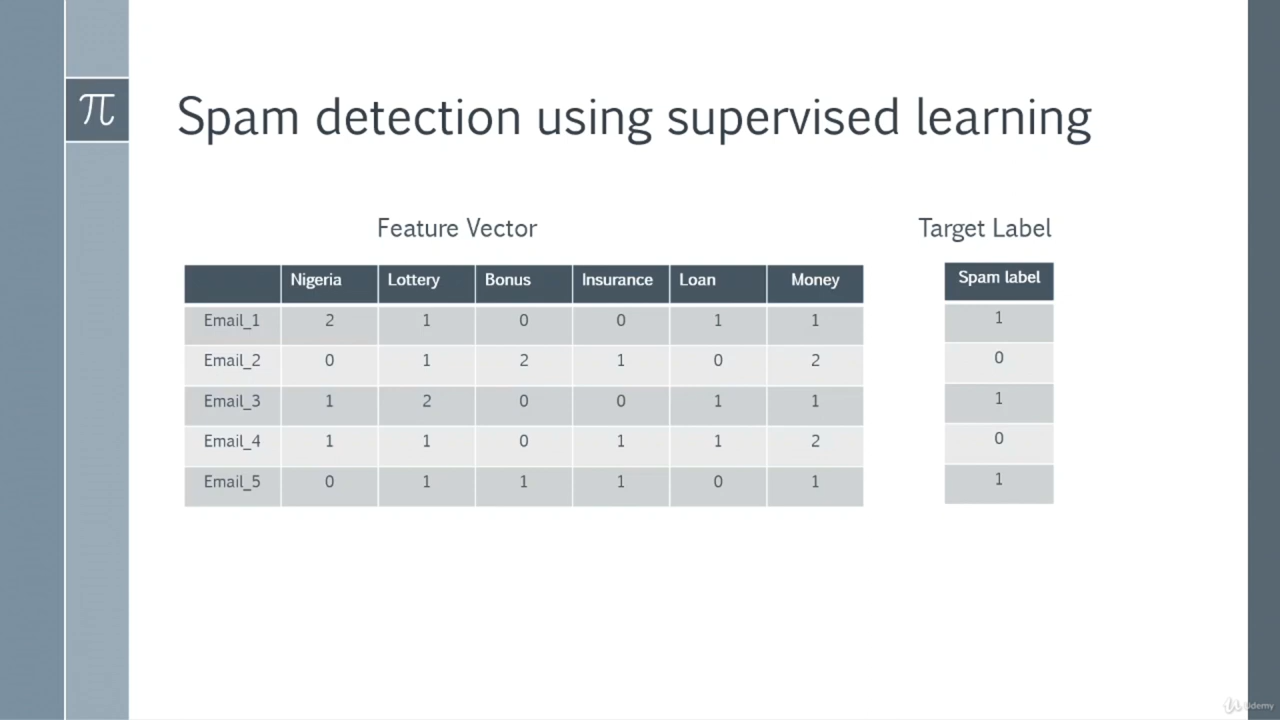 π
Spam detection using supervised learning
Feature Vector
Target Label
Nigeria Lottery Bonus Insurance Loan Money
Email_1 2 1 0 0 1 1
Email_2 0 1 2 1 0 2
Email_3 1 2 0 0 1 1
Email_4 1 1 0 1 1 2
Email_5 0 1 1 1 0 1
Spam label
1
0
1
0
1
Udemy